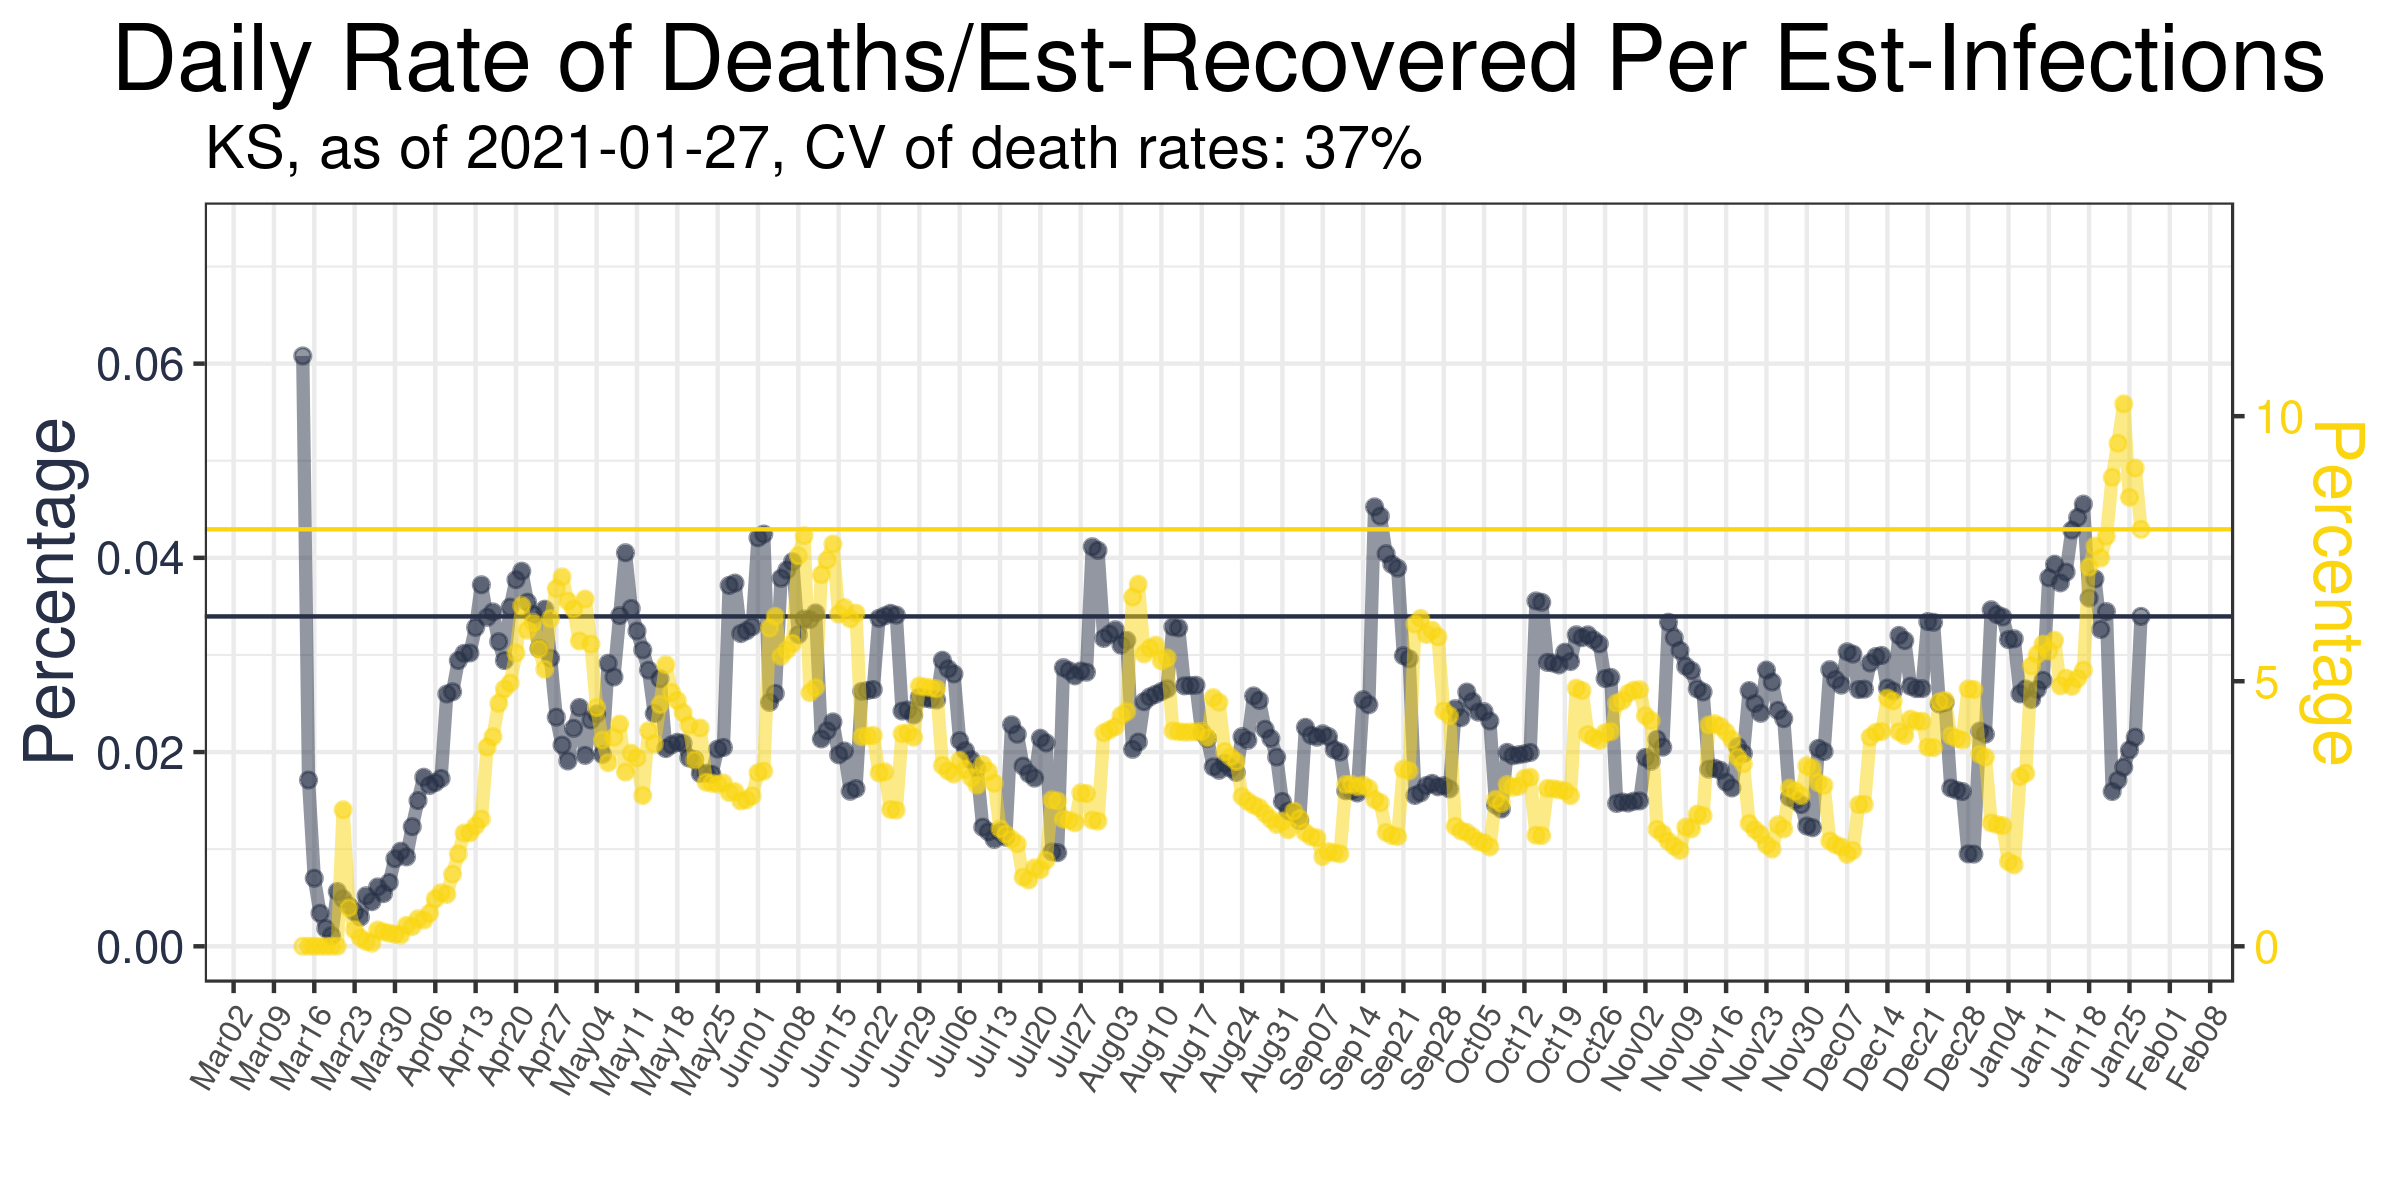 Daily Rate of Deaths/Est-Recovered Per Est-Infections
KS, as of 2021-01-27, CV of death rates: 37%
Percentage
0.06
0.04
0.02
0.00
10
5
0
Percentage
Mar02
Mar09
Mar16
Mar23
Mar30
Apr06
Apr13
Apr20
Apr27
May04
May11
May18
May25
Jun01
Jun08
Jun15
Jun22
Jun29
Jul06
Jul13
Jul20
Jul27
Aug03
Aug10
Aug17
Aug24
Aug31
Sep07
Sep14
Sep21
Sep28
Oct05
Oct12
Oct19
Oct26
Nov02
Nov09
Nov16
Nov23
Nov30
Dec07
Dec14
Dec21
Dec28
Jan04
Jan11
Jan18
Jan25
Feb01
Feb08